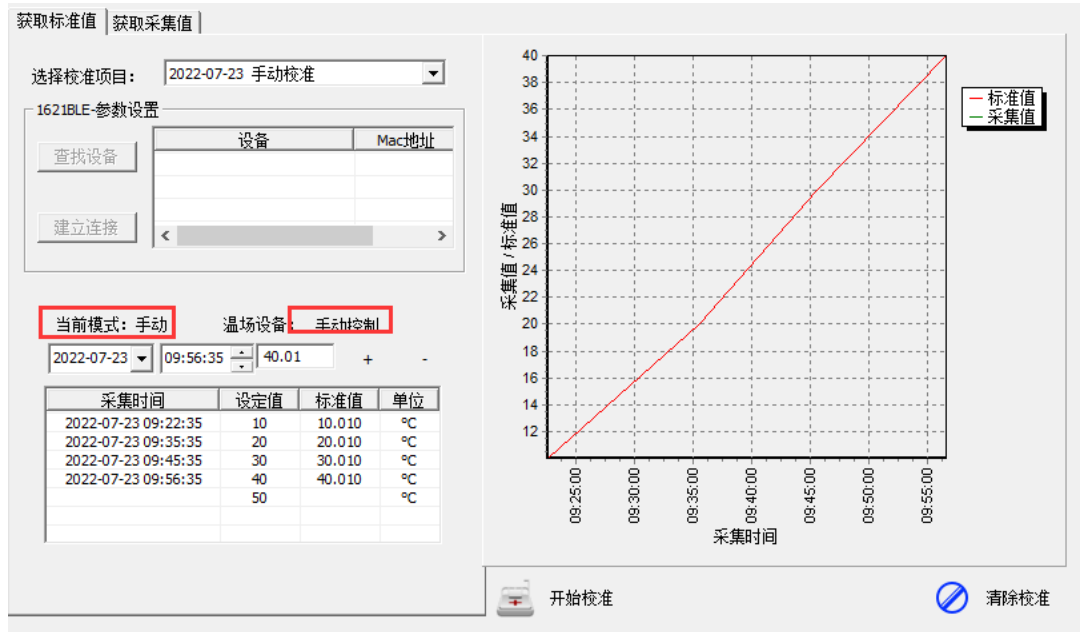 获取标准值 获取采集值
选择校准项目: 2022-07-23 手动校准
1621BLE-参数设置
设备 Mac地址
查找设备
建立连接
当前模式: 手动 温场设备: 手动控制
2022-07-23 09:56:35 40.01 + -
采集时间 设定值 标准值 单位
2022-07-23 09:22:35 10 10.010 ℃
2022-07-23 09:35:35 20 20.010 ℃
2022-07-23 09:45:35 30 30.010 ℃
2022-07-23 09:56:35 40 40.010 ℃
50 ℃
采集值 / 标准值
40
38
36
34
32
30
28
26
24
22
20
18
16
14
12
09:25:00 09:30:00 09:35:00 09:40:00 09:45:00 09:50:00 09:55:00
采集时间
标准值
采集值
开始校准
清除校准